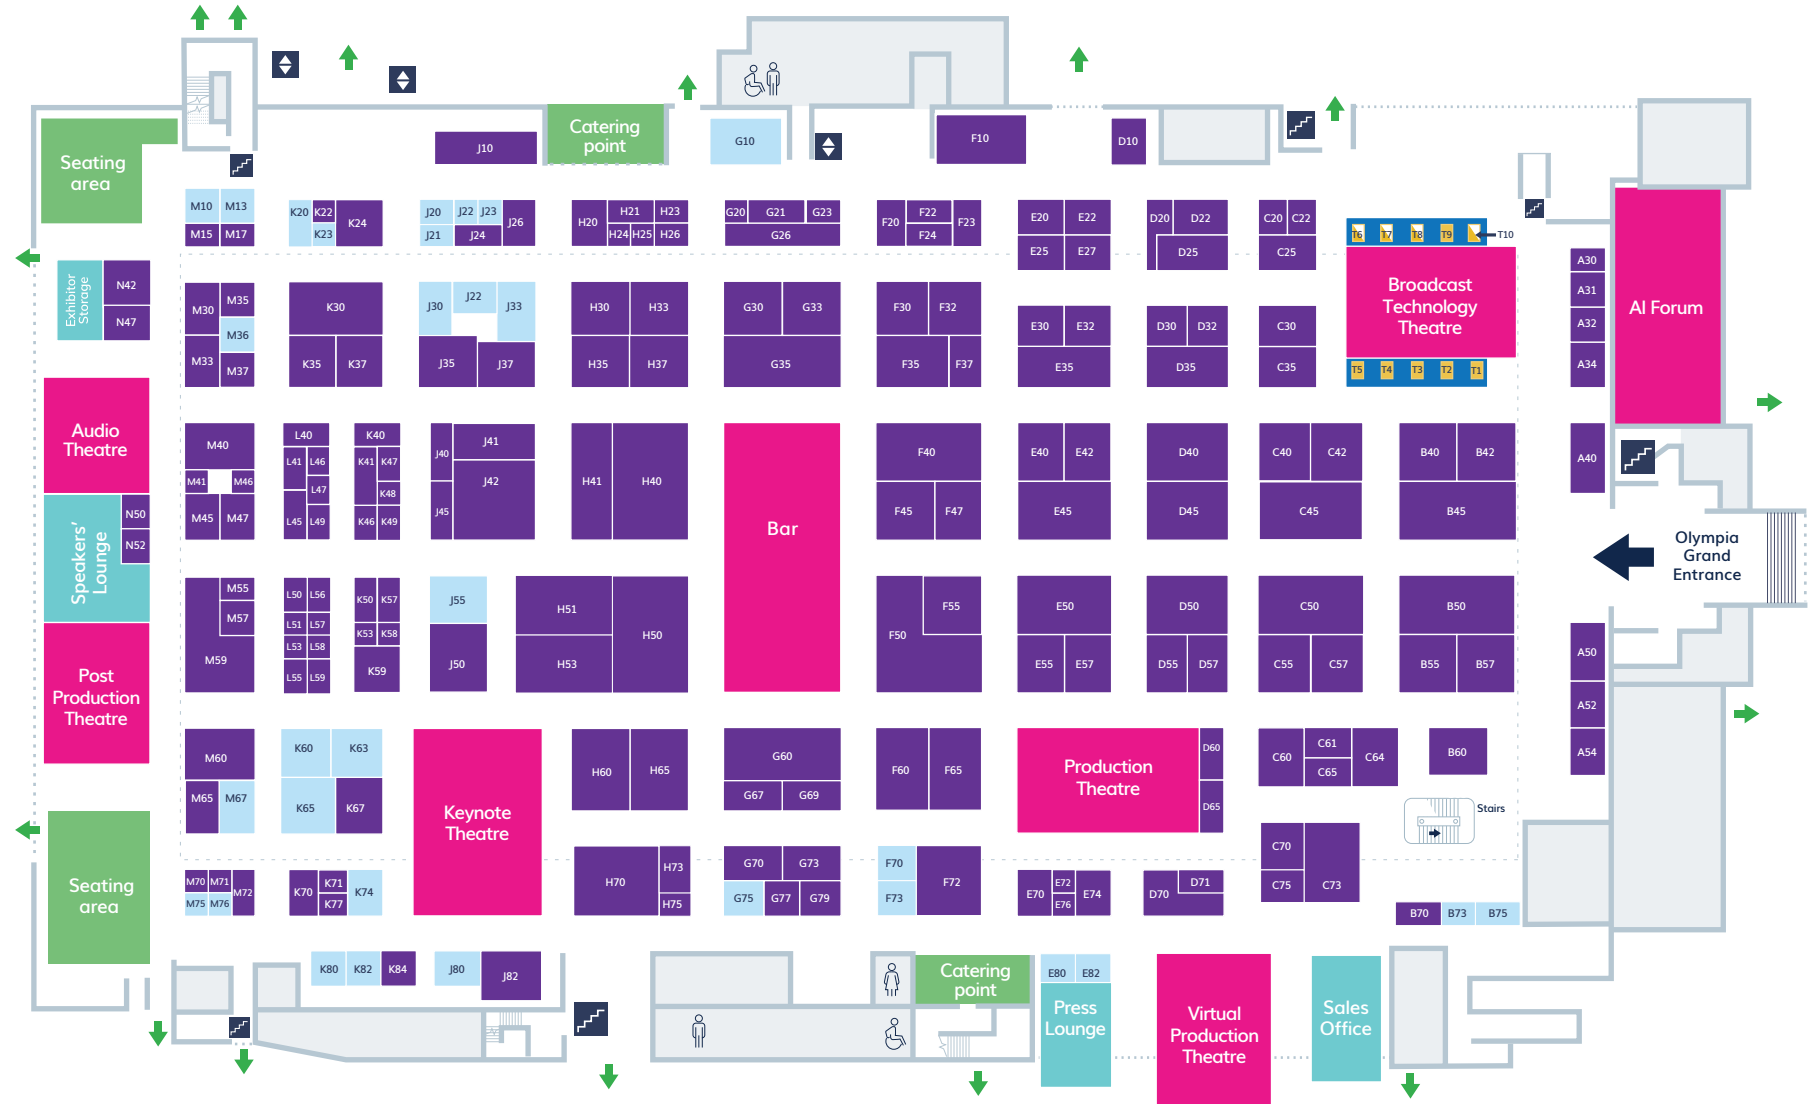 Catering
point
J10
G10
F10
D10
Seating
area
M10
M13
M15
M17
K20
K22
K23
K24
J20
J22
J23
J21
J24
J26
H20
H21
H23
H24
H25
H26
G20
G21
G23
G26
F20
F22
F24
F23
E20
E22
E25
E27
D20
D22
D25
C20
C22
C25
T6
T7
T8
T9
T10
Broadcast
Technology
Theatre
T5
T4
T3
T2
T1
A30
A31
A32
A34
AI Forum
Exhibitor
Storage
N42
N47
M30
M35
M36
M33
M37
K30
K35
K37
J30
J22
J33
J35
J37
H30
H33
H35
H37
G30
G33
G35
F30
F32
F35
F37
E30
E32
E35
D30
D32
D35
C30
C35
Audio
Theatre
M40
M41
M46
M45
M47
L40
L41
L46
L47
L45
L49
K40
K41
K47
K48
K46
K49
J40
J41
J42
J45
H41
H40
Bar
F40
F45
F47
E40
E42
E45
D40
D45
C40
C42
C45
B40
B42
B45
A40
Olympia
Grand
Entrance
Speakers’
Lounge
N50
N52
M55
M57
M59
L50
L56
L51
L57
L53
L58
L55
L59
K50
K57
K53
K58
K59
J55
J50
H51
H53
H50
F50
F55
E50
E55
E57
D50
D55
D57
C50
C55
C57
B50
B55
B57
A50
A52
A54
Post
Production
Theatre
M60
M65
M67
K60
K63
K65
K67
Keynote
Theatre
H60
H65
G60
G67
G69
F60
F65
Production
Theatre
D60
D65
C60
C61
C65
C64
B60
Stairs
Seating
area
M70
M71
M72
M75
M76
K70
K71
K77
K74
H70
H73
H75
G70
G73
G75
G77
G79
F70
F73
F72
E70
E72
E76
E74
D70
D71
C70
C75
C73
B70
B73
B75
K80
K82
K84
J80
J82
Catering
point
E80
E82
Press
Lounge
Virtual
Production
Theatre
Sales
Office